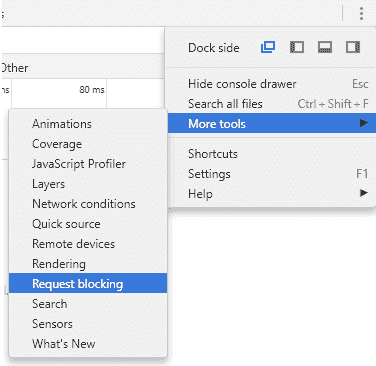 Other
80 ms
Dock side
Hide console drawer Esc
Search all files Ctrl + Shift + F
More tools
Shortcuts
Settings F1
Help
Animations
Coverage
JavaScript Profiler
Layers
Network conditions
Quick source
Remote devices
Rendering
Request blocking
Search
Sensors
What's New